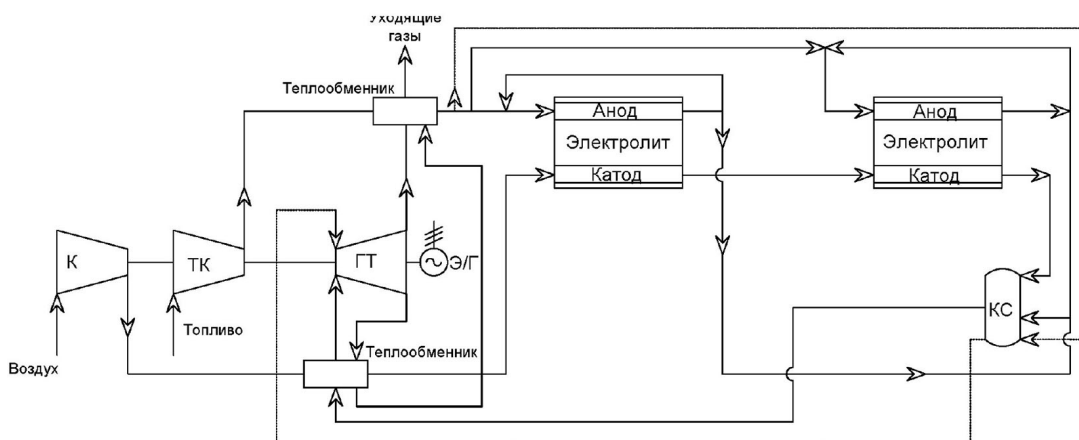 Уходящие
газы
Теплообменник
Анод
Электролит
Катод
Анод
Электролит
Катод
К
ТК
ГТ
Э/Г
КС
Топливо
Воздух
Теплообменник